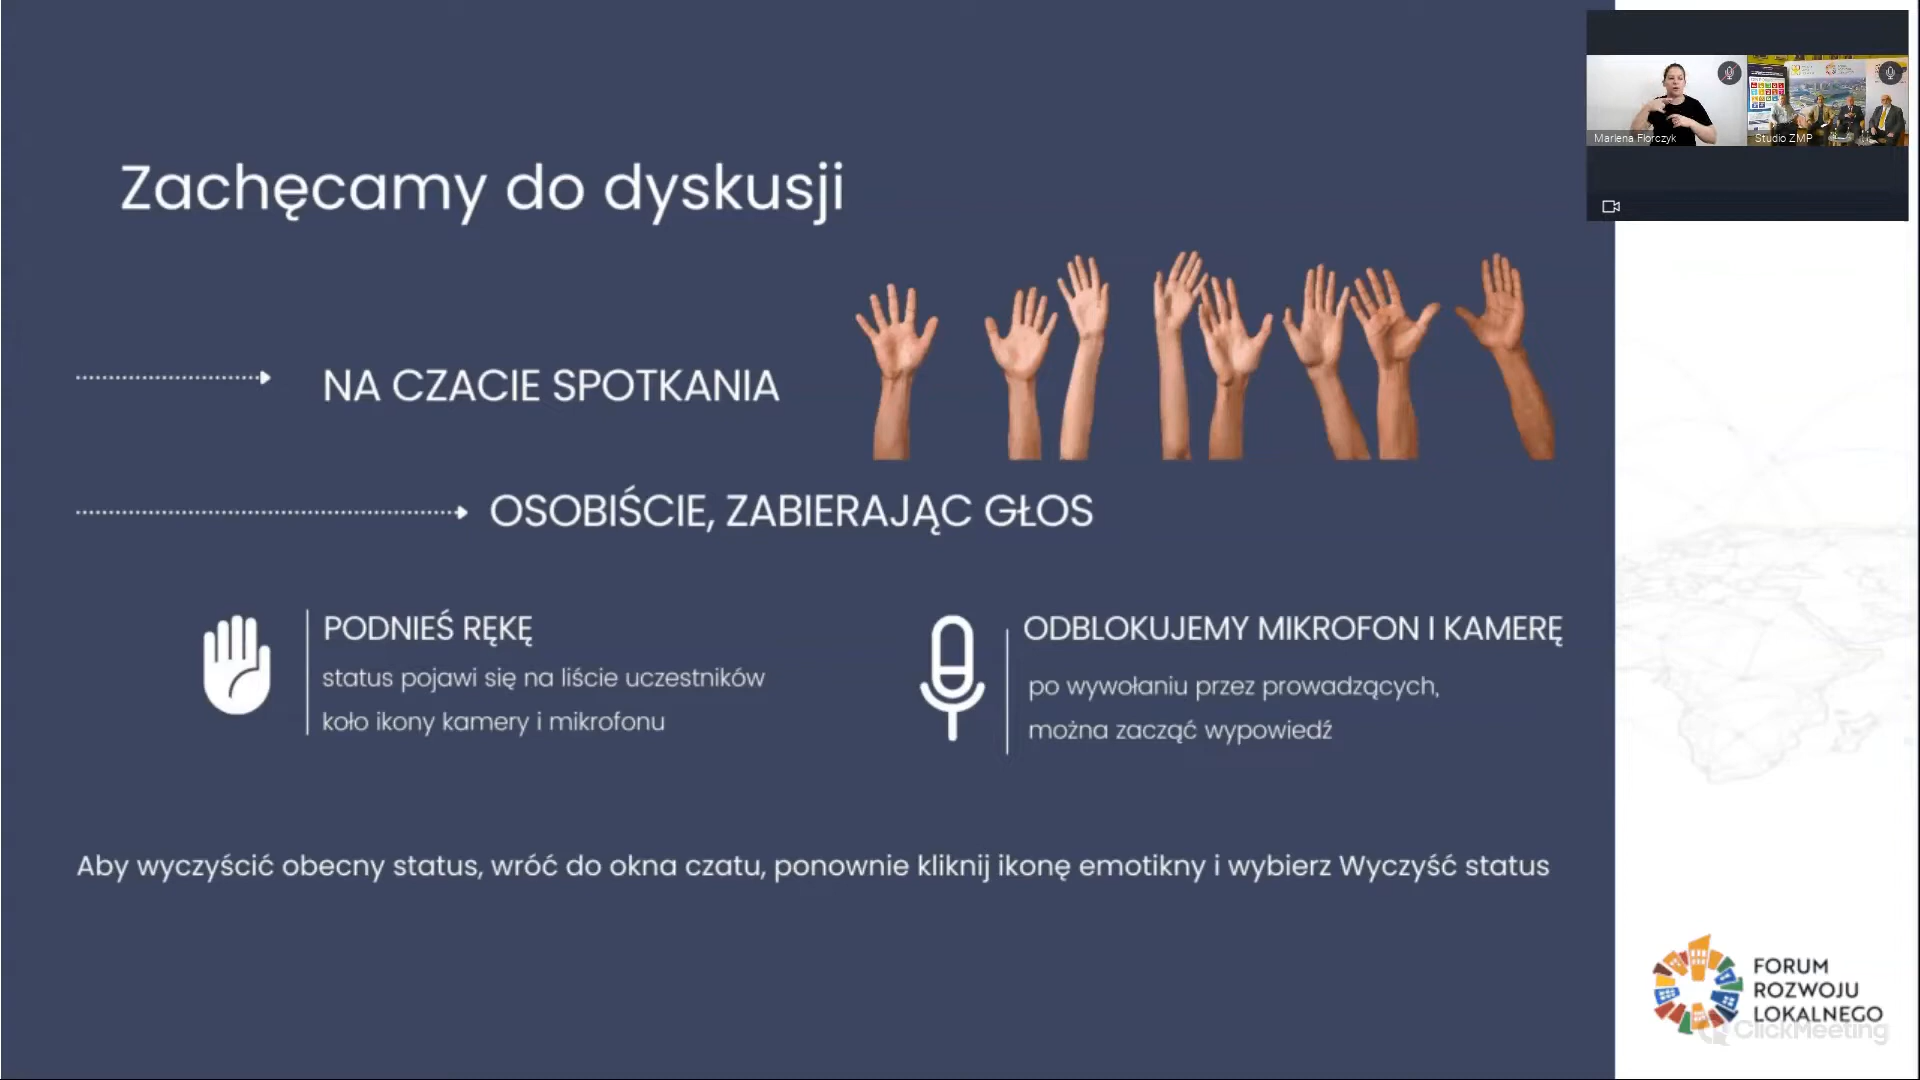 Zachęcamy do dyskusji
NA CZACIE SPOTKANIA
OSOBIŚCIE, ZABIERAJĄC GŁOS
PODNIEŚ RĘKĘ
status pojawi się na liście uczestników
koło ikony kamery i mikrofonu
ODBLOKUJEMY MIKROFON I KAMERĘ
po wywołaniu przez prowadzących,
można zacząć wypowiedź
Aby wyczyścić obecny status, wróć do okna czatu, ponownie kliknij ikonę emotikny i wybierz Wyczyść status
Marlena Florczyk
Studio ZMP
FORUM
ROZWOJU
LOKALNEGO
ClickMeeting